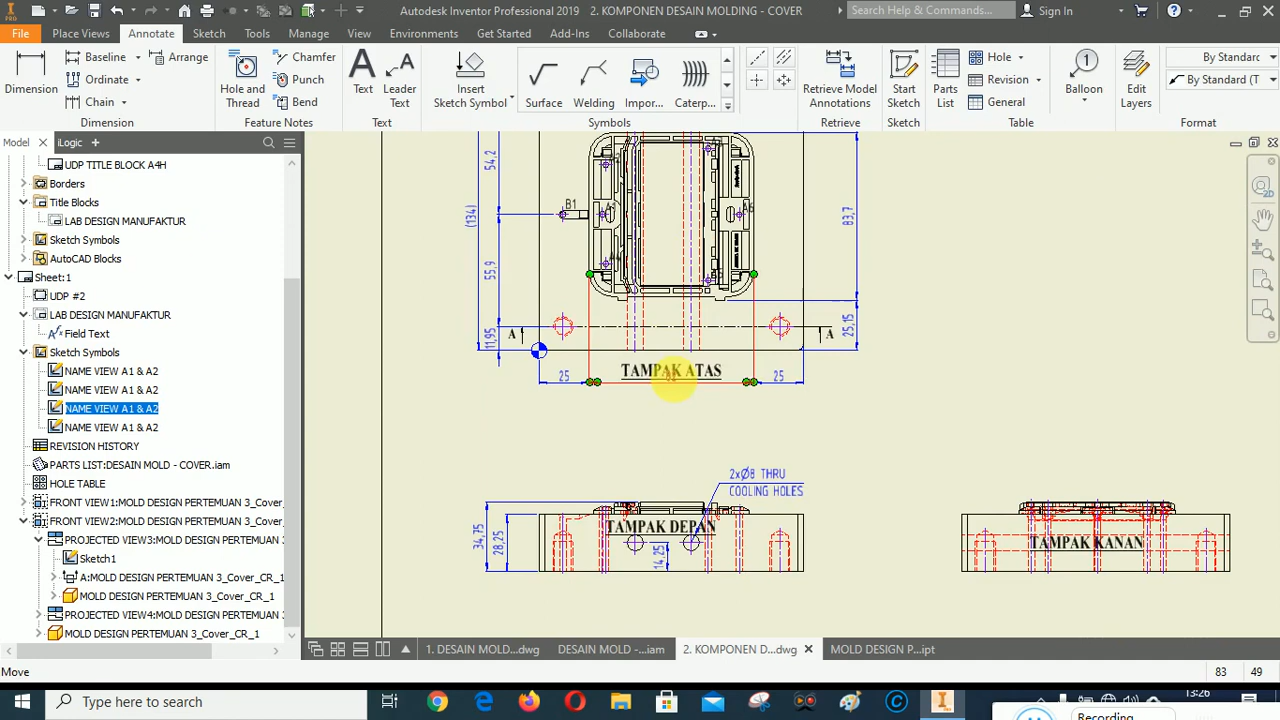 Autodesk Inventor Professional 2019   2. KOMPONEN DESAIN MOLDING - COVER
Search Help & Commands...
Sign In
File
Place Views
Annotate
Sketch
Tools
Manage
View
Environments
Get Started
Add-Ins
Collaborate
Dimension
Baseline
Arrange
Ordinate
Chain
Dimension
Hole and
Thread
Chamfer
Punch
Bend
Feature Notes
Text
Leader
Text
Text
Insert
Sketch Symbol
Surface
Welding
Impor...
Caterp...
Symbols
Retrieve Model
Annotations
Retrieve
Start
Sketch
Sketch
Parts
List
Hole
Revision
General
Table
Balloon
Edit
Layers
By Standarc
By Standard (T
Format
Model
iLogic
UDP TITLE BLOCK A4H
Borders
Title Blocks
LAB DESIGN MANUFAKTUR
Sketch Symbols
AutoCAD Blocks
Sheet:1
UDP #2
LAB DESIGN MANUFAKTUR
Field Text
Sketch Symbols
NAME VIEW A1 & A2
NAME VIEW A1 & A2
NAME VIEW A1 & A2
NAME VIEW A1 & A2
REVISION HISTORY
PARTS LIST:DESAIN MOLD - COVER.iam
HOLE TABLE
FRONT VIEW1:MOLD DESIGN PERTEMUAN 3_Cover_
FRONT VIEW2:MOLD DESIGN PERTEMUAN 3_Cover_
PROJECTED VIEW3:MOLD DESIGN PERTEMUAN 3
Sketch1
A:MOLD DESIGN PERTEMUAN 3_Cover_CR_1
MOLD DESIGN PERTEMUAN 3_Cover_CR_1
PROJECTED VIEW4:MOLD DESIGN PERTEMUAN 3
MOLD DESIGN PERTEMUAN 3_Cover_CR_1
54,2
(134)
55,9
11,95
B1
83,7
25,15
A
A
TAMPAK ATAS
25
25
2xØ8 THRU
COOLING HOLES
34,75
28,25
TAMPAK DEPAN
14,25
TAMPAK KANAN
1. DESAIN MOLD...dwg
DESAIN MOLD -...iam
2. KOMPONEN D...dwg
MOLD DESIGN P...ipt
Move
83
49
Type here to search
13:26
Recording